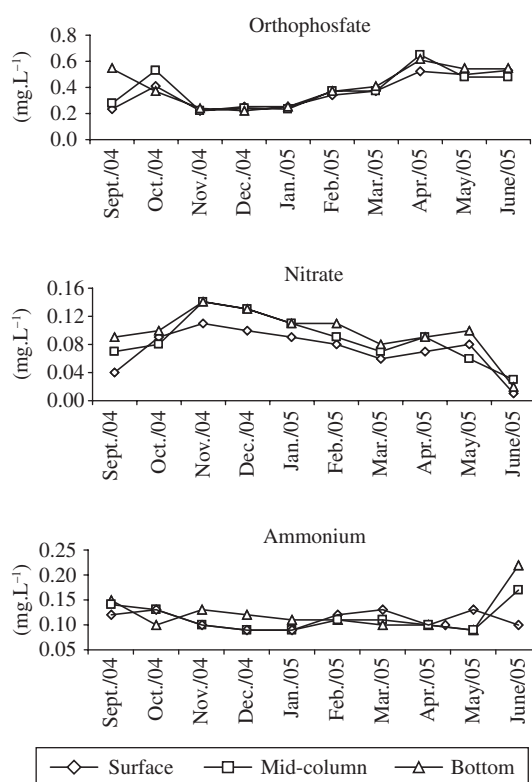 Orthophosfate
(mg.L⁻¹)
0.8
0.6
0.4
0.2
0.0
Sept./04
Oct./04
Nov./04
Dec./04
Jan./05
Feb./05
Mar./05
Apr./05
May/05
June/05
Nitrate
(mg.L⁻¹)
0.16
0.12
0.08
0.04
0.00
Sept./04
Oct./04
Nov./04
Dec./04
Jan./05
Feb./05
Mar./05
Apr./05
May/05
June/05
Ammonium
(mg.L⁻¹)
0.25
0.20
0.15
0.10
0.05
Sept./04
Oct./04
Nov./04
Dec./04
Jan./05
Feb./05
Mar./05
Apr./05
May/05
June/05
Surface Mid-column Bottom